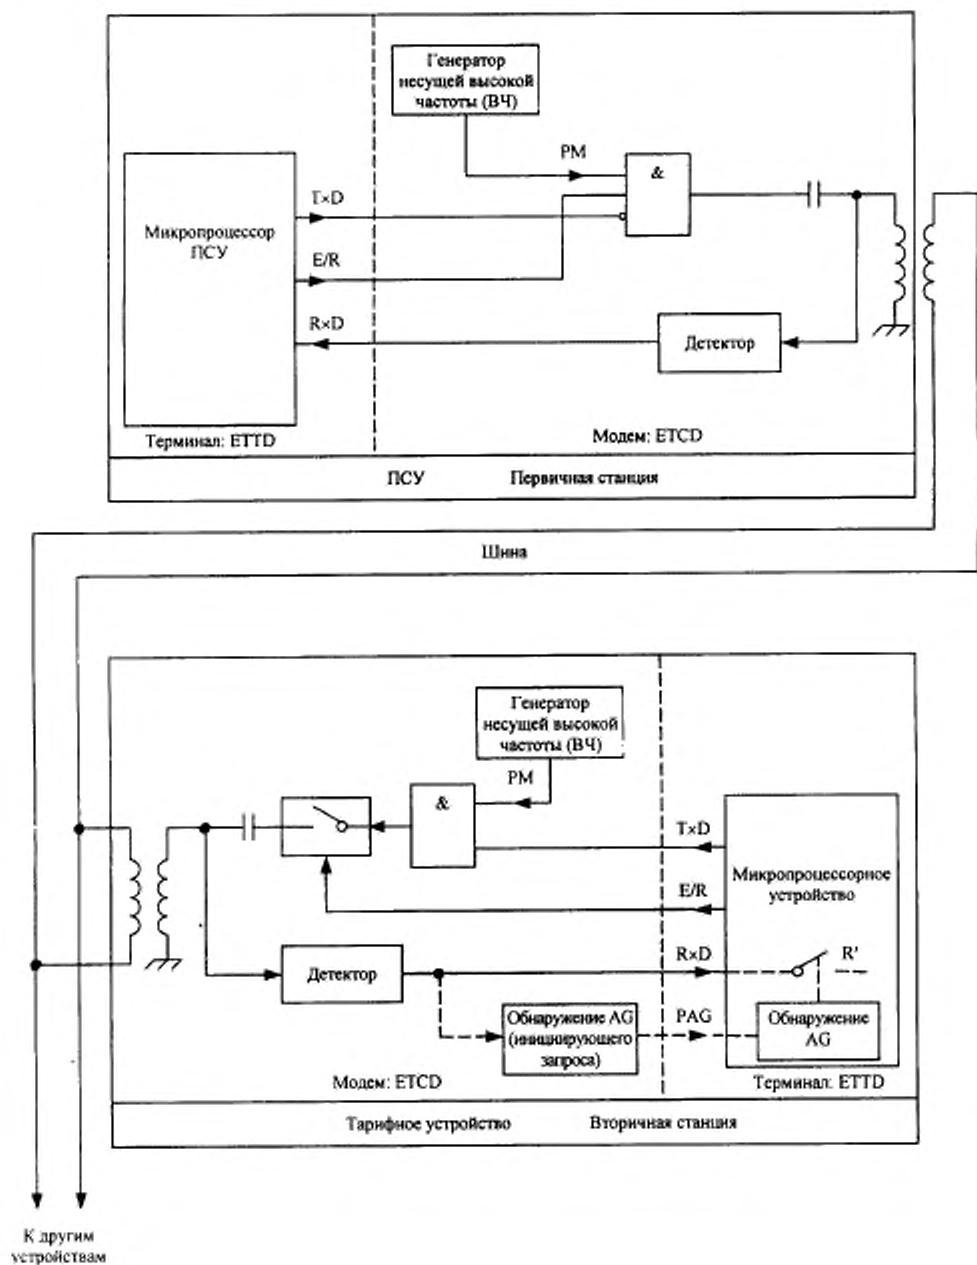 Генератор
несущей высокой
частоты (ВЧ)
PM
&
T×D
Микропроцессор
ПСУ
E/R
R×D
Детектор
Терминал: ETTD
Модем: ETCD
ПСУ
Первичная станция
Шина
Генератор
несущей высокой
частоты (ВЧ)
PM
&
T×D
Микропроцессорное
устройство
E/R
R×D
R'
Детектор
Обнаружение AG
(инициирующего
запроса)
PAG
Обнаружение
AG
Модем: ETCD
Терминал: ETTD
Тарифное устройство
Вторичная станция
К другим
устройствам